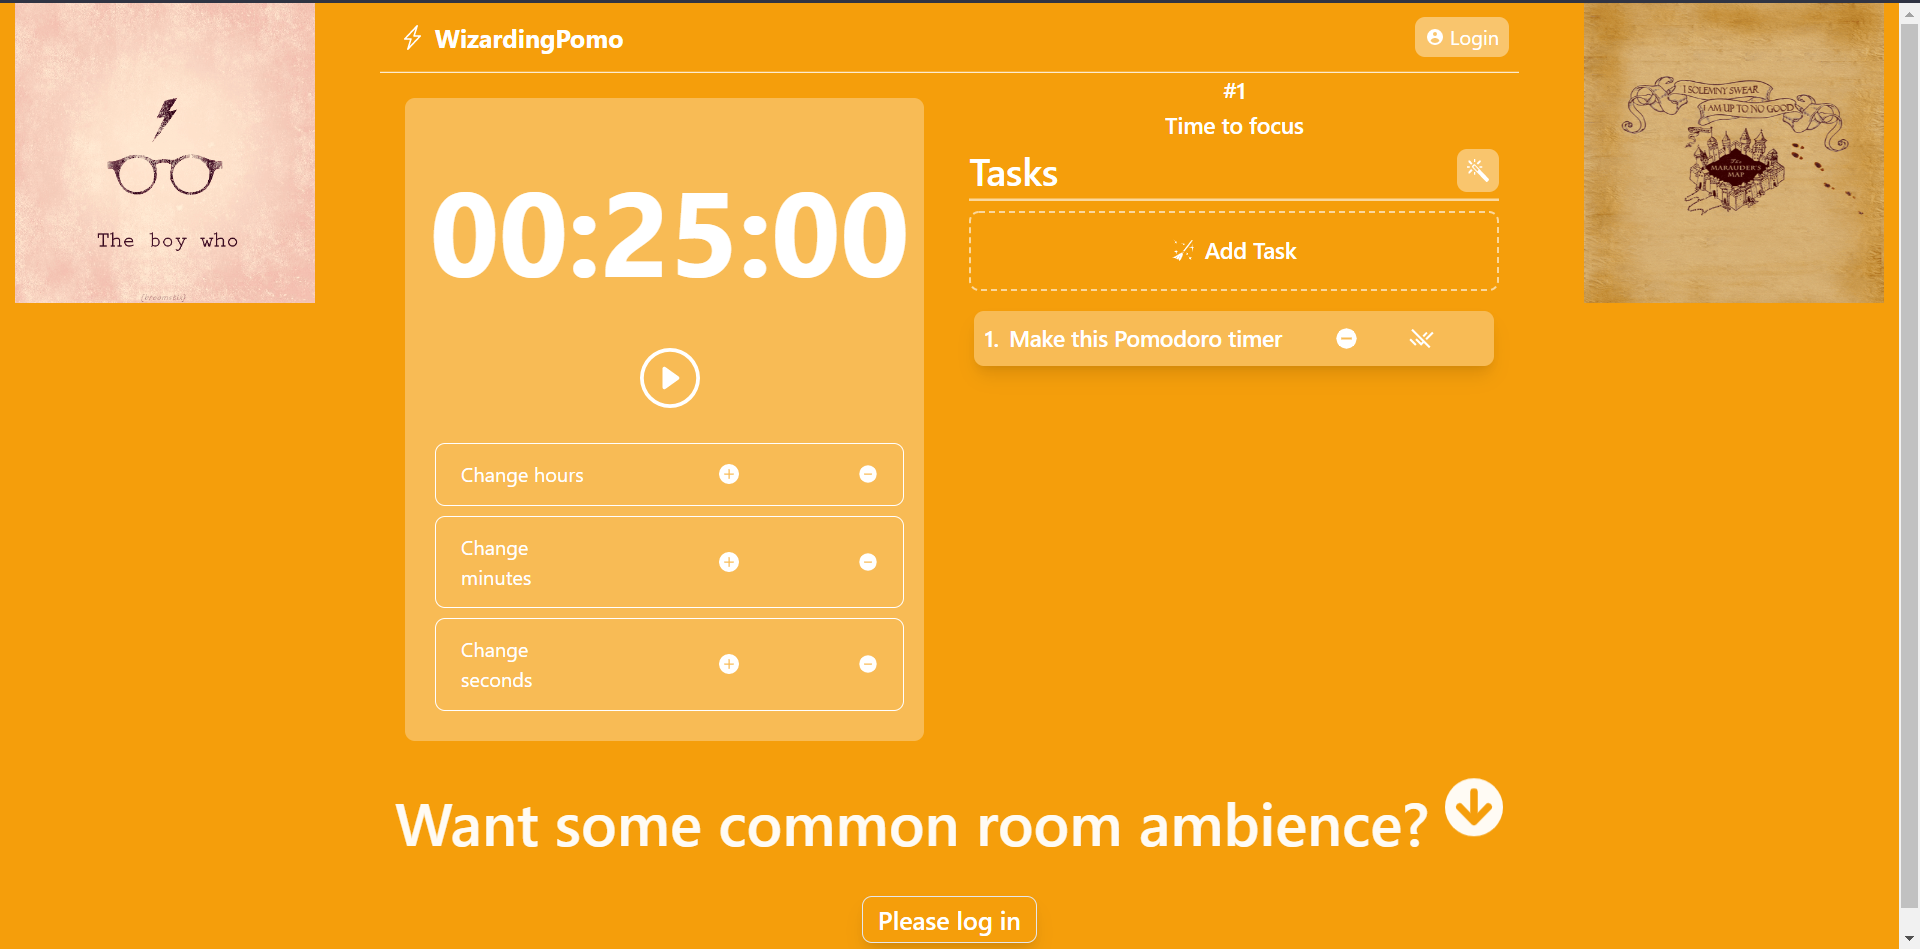 WizardingPomo
Login
The boy who
#1
Time to focus
Tasks
Add Task
1. Make this Pomodoro timer
00:25:00
Change hours
Change
minutes
Change
seconds
I SOLEMNY SWEAR
I AM UP TO NO GOOD
The
MARAUDER'S
MAP
Want some common room ambience?
Please log in